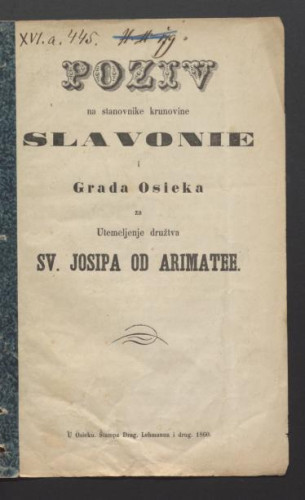 XVI. a. 445.
POZIV
na stanovnike krunovine
SLAVONIE
i
Grada Osieka
za
Utemeljenje družtva
SV. JOSIPA OD ARIMATEE.
U Osieku. Štampa Drag. Lehmanna i drug. 1860.